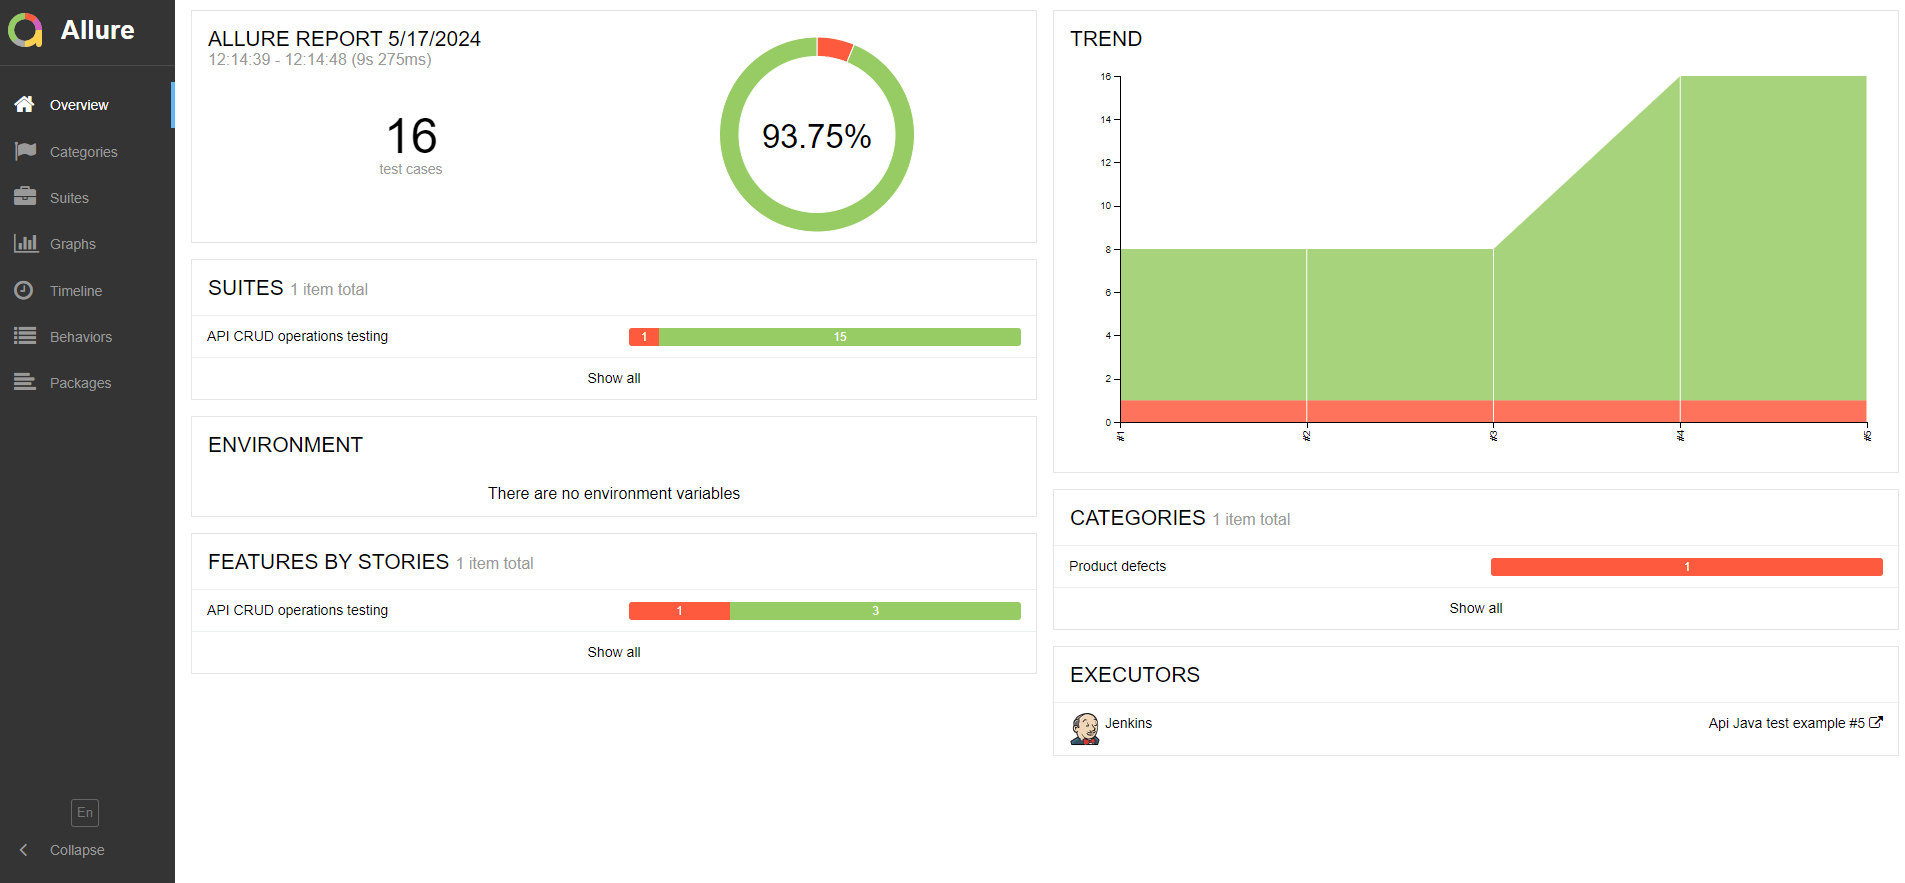 Allure
Overview
Categories
Suites
Graphs
Timeline
Behaviors
Packages
En
Collapse
ALLURE REPORT 5/17/2024
12:14:39 - 12:14:48 (9s 275ms)
16
test cases
93.75%
SUITES 1 item total
API CRUD operations testing 1 15
Show all
ENVIRONMENT
There are no environment variables
FEATURES BY STORIES 1 item total
API CRUD operations testing 1 3
Show all
TREND
16
14
12
10
8
6
4
2
0
#1 #2 #3 #4 #5
CATEGORIES 1 item total
Product defects 1
Show all
EXECUTORS
Jenkins Api Java test example #5